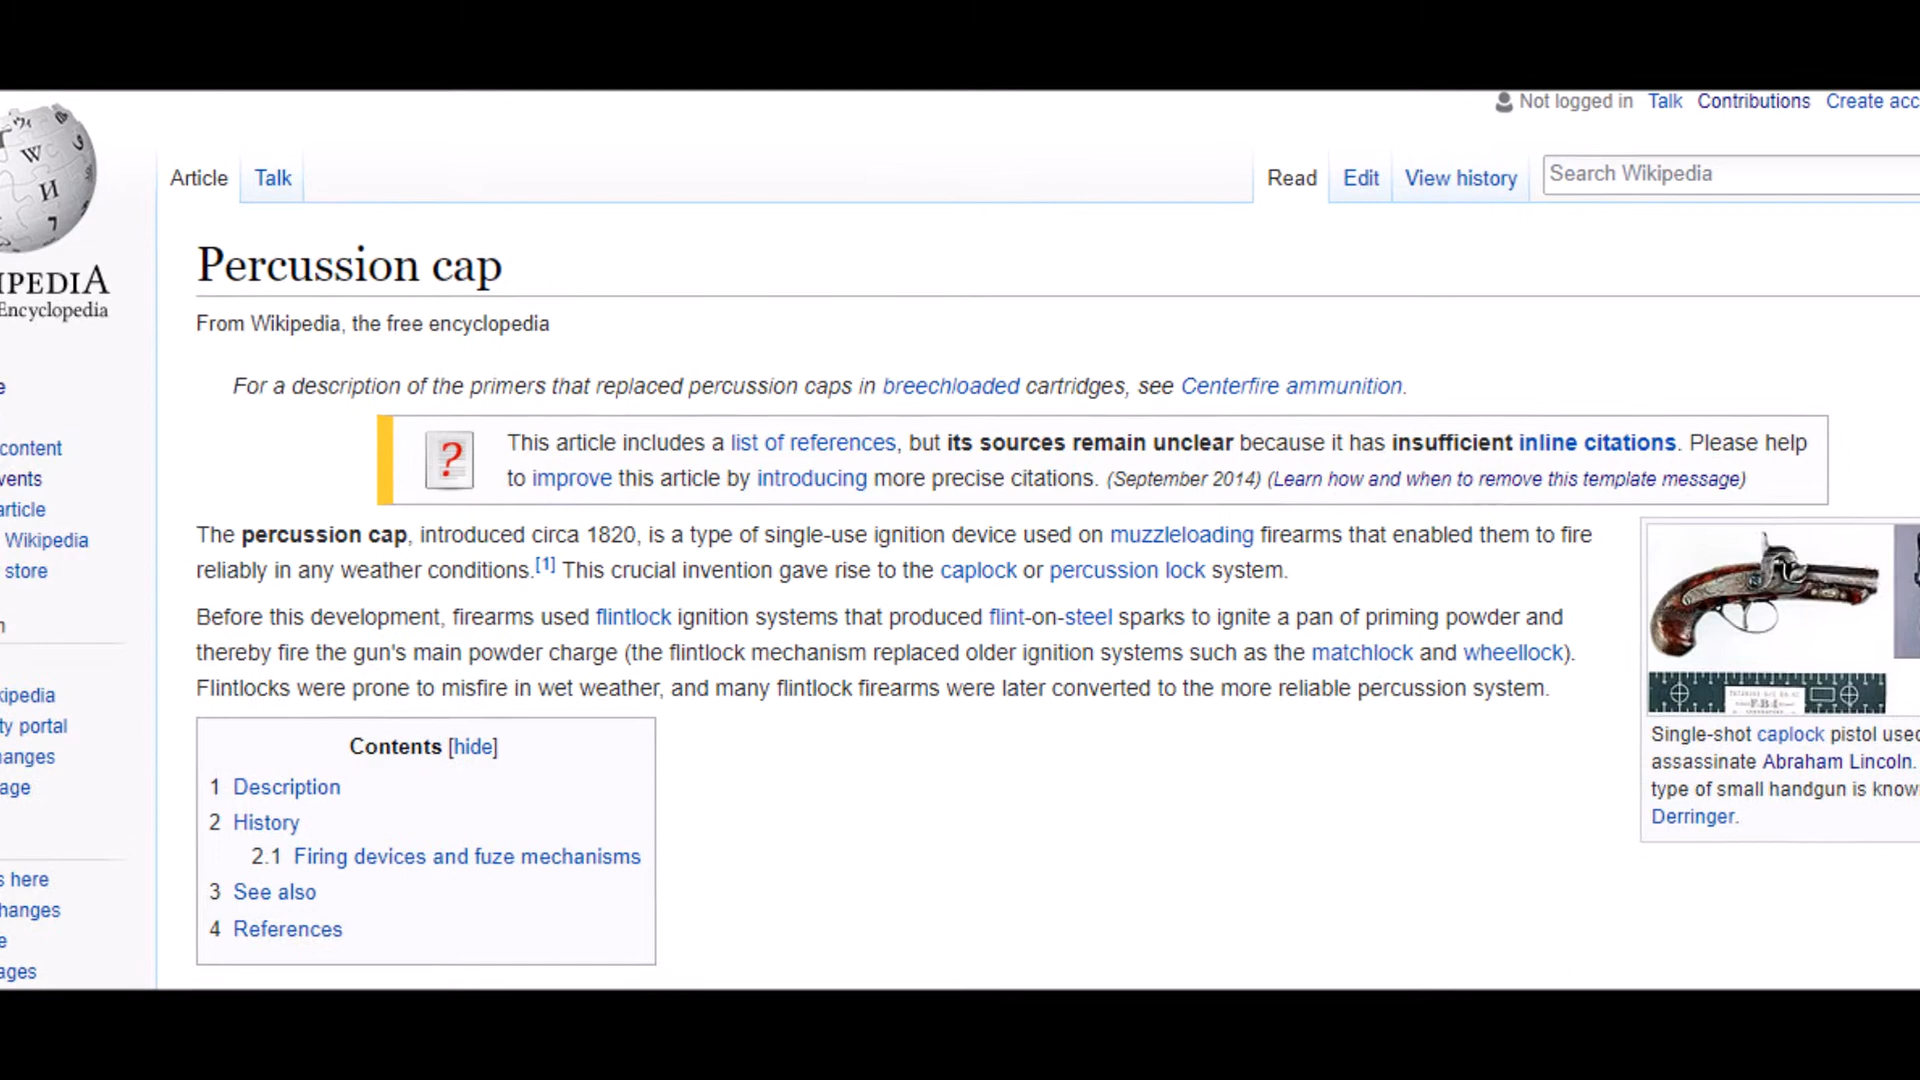 Not logged in Talk Contributions Create acc
Article Talk Read Edit View history Search Wikipedia
IPEDIA
Encyclopedia
Percussion cap
From Wikipedia, the free encyclopedia
For a description of the primers that replaced percussion caps in breechloaded cartridges, see Centerfire ammunition.
This article includes a list of references, but its sources remain unclear because it has insufficient inline citations. Please help
to improve this article by introducing more precise citations. (September 2014) (Learn how and when to remove this template message)
The percussion cap, introduced circa 1820, is a type of single-use ignition device used on muzzleloading firearms that enabled them to fire
reliably in any weather conditions.[1] This crucial invention gave rise to the caplock or percussion lock system.
Before this development, firearms used flintlock ignition systems that produced flint-on-steel sparks to ignite a pan of priming powder and
thereby fire the gun's main powder charge (the flintlock mechanism replaced older ignition systems such as the matchlock and wheellock).
Flintlocks were prone to misfire in wet weather, and many flintlock firearms were later converted to the more reliable percussion system.
Contents [hide]
1 Description
2 History
2.1 Firing devices and fuze mechanisms
3 See also
4 References
Single-shot caplock pistol used
assassinate Abraham Lincoln.
type of small handgun is know
Derringer.
content
vents
article
Wikipedia
store
kipedia
ty portal
hanges
age
s here
hanges
e
ages